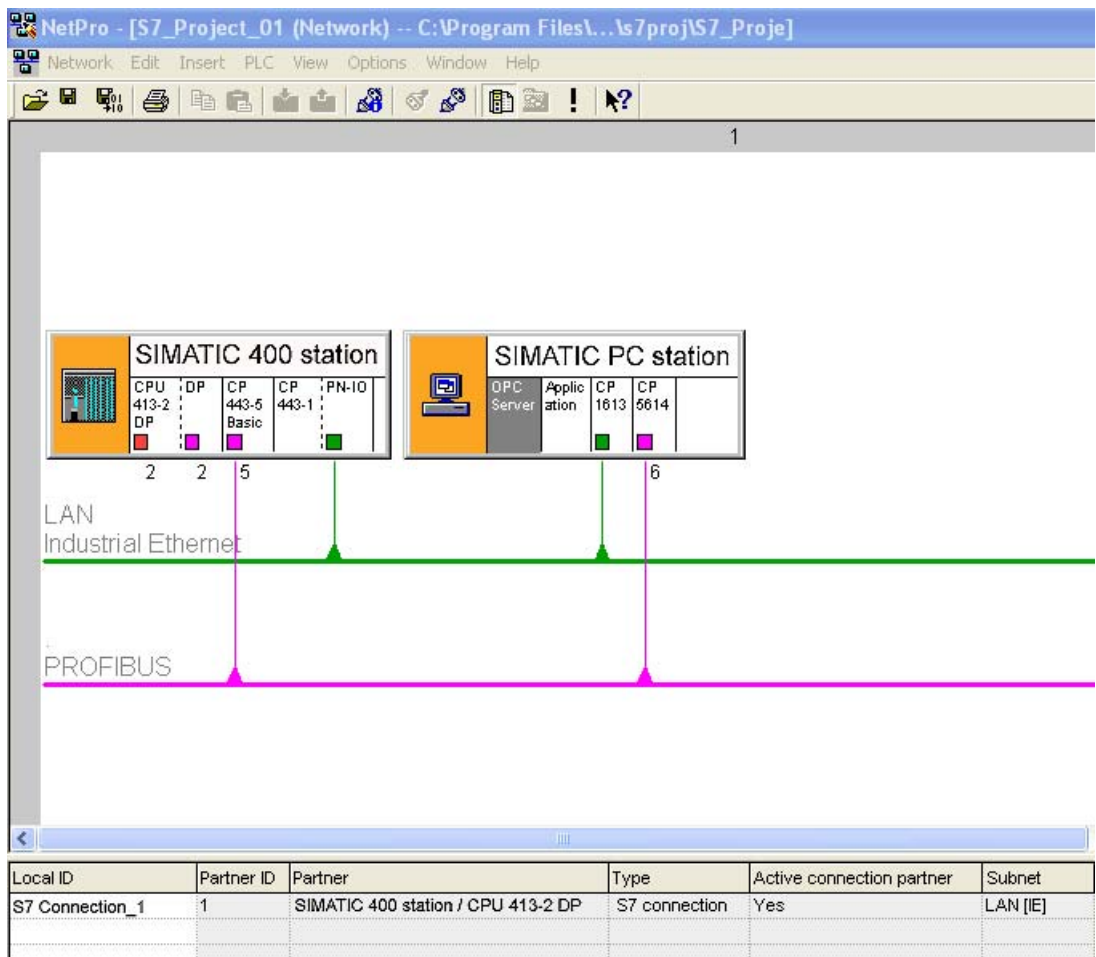 NetPro - [S7_Project_01 (Network) -- C:\Program Files\...\s7proj\S7_Proje]
Network Edit Insert PLC View Options Window Help
1
SIMATIC 400 station
CPU 413-2 DP
DP
CP 443-5 Basic
CP 443-1
PN-IO
2 2 5
SIMATIC PC station
OPC Server
Applic ation
CP 1613
CP 5614
6
LAN
Industrial Ethernet
PROFIBUS
Local ID Partner ID Partner Type Active connection partner Subnet
S7 Connection_1 1 SIMATIC 400 station / CPU 413-2 DP S7 connection Yes LAN [IE]